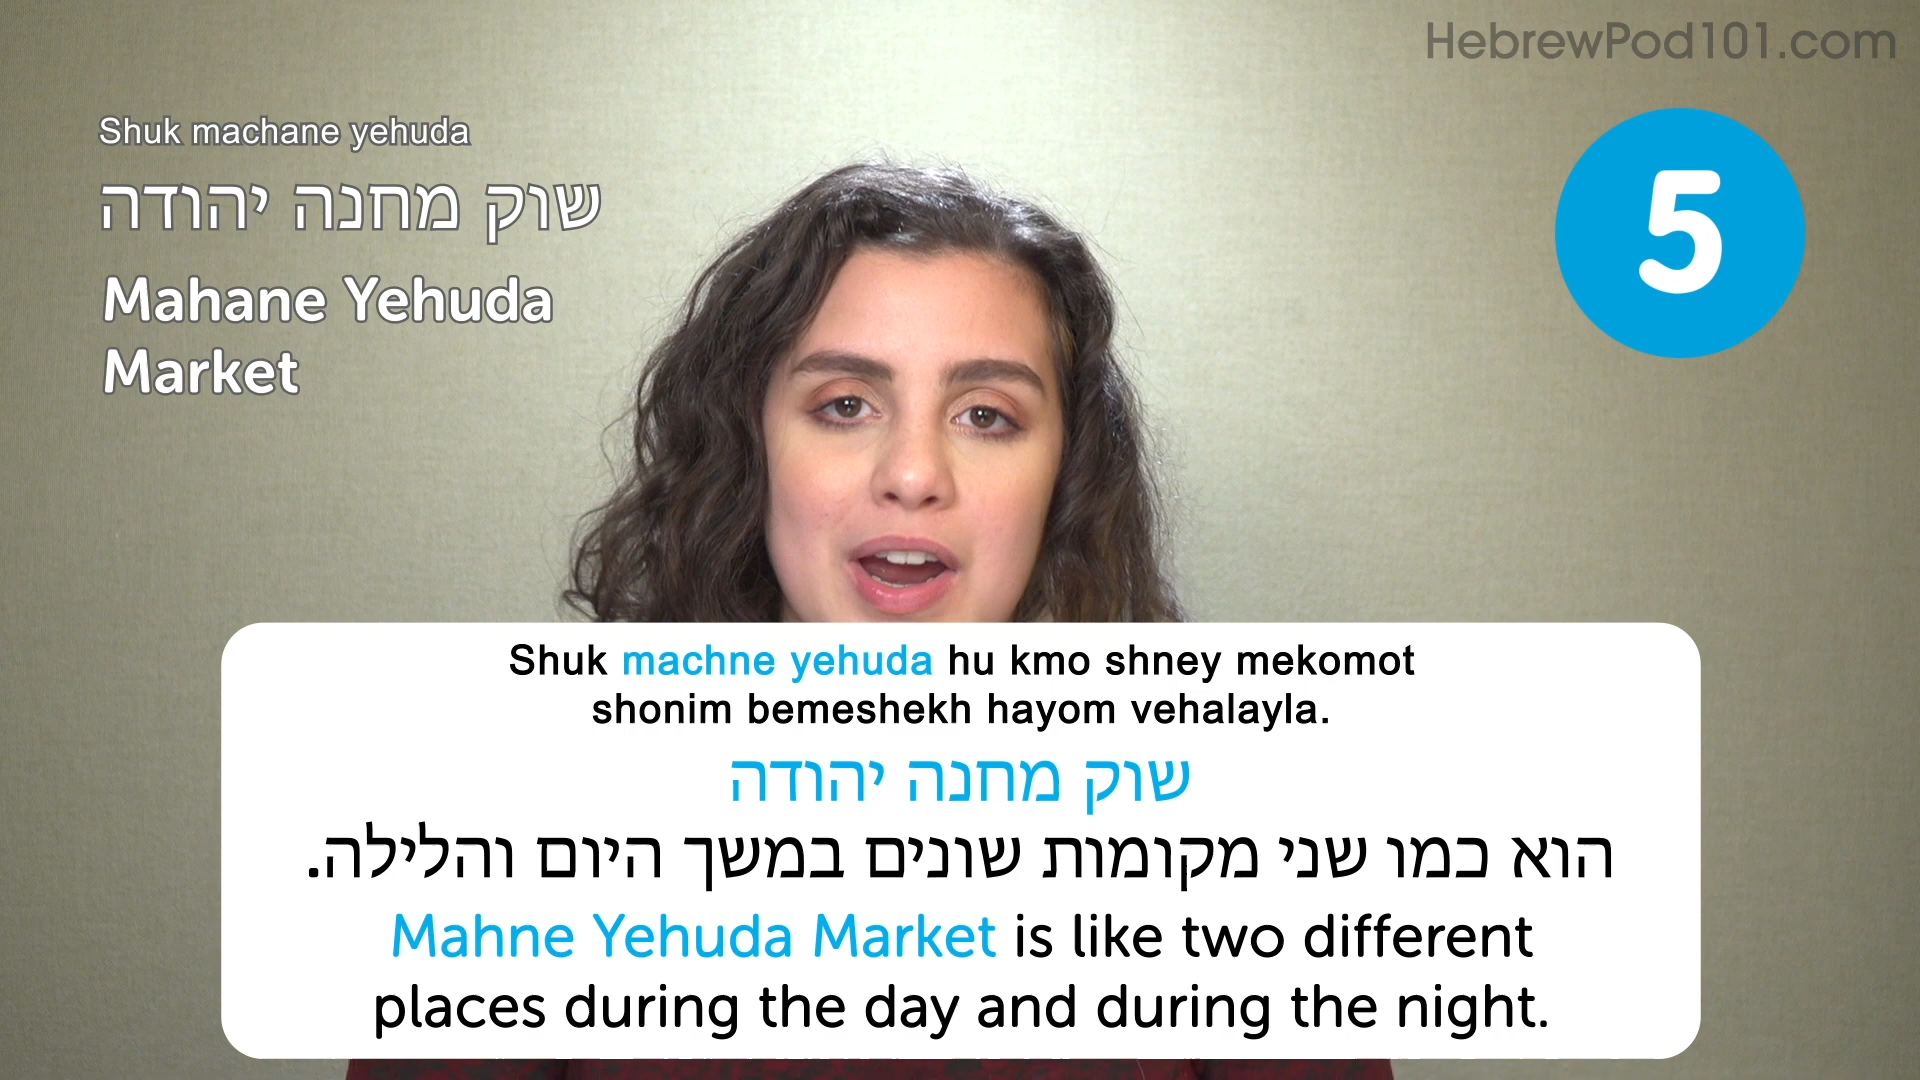 HebrewPod101.com
Shuk machane yehuda
שוק מחנה יהודה
Mahane Yehuda
Market
5
Shuk machne yehuda hu kmo shney mekomot
shonim bemeshekh hayom vehalayla.
שוק מחנה יהודה
הוא כמו שני מקומות שונים במשך היום והלילה.
Mahne Yehuda Market is like two different
places during the day and during the night.